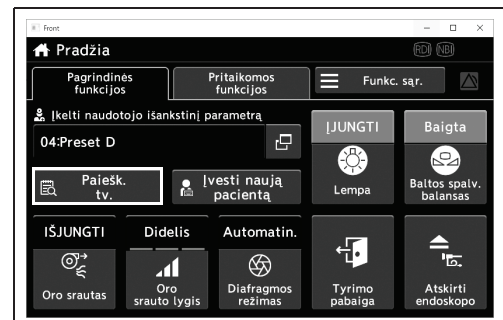 Front
Pradžia
RDI NBI
Pagrindinės
funkcijos
Pritaikomos
funkcijos
Funkc. sąr.
Įkelti naudotojo išankstinį parametrą
04:Preset D
Paiešk.
tv.
Įvesti naują
pacientą
ĮJUNGTI
Lempa
Baigta
Baltos spalv.
balansas
IŠJUNGTI
Oro srautas
Didelis
Oro
srauto lygis
Automatin.
Diafragmos
režimas
Tyrimo
pabaiga
Atskirti
endoskopo